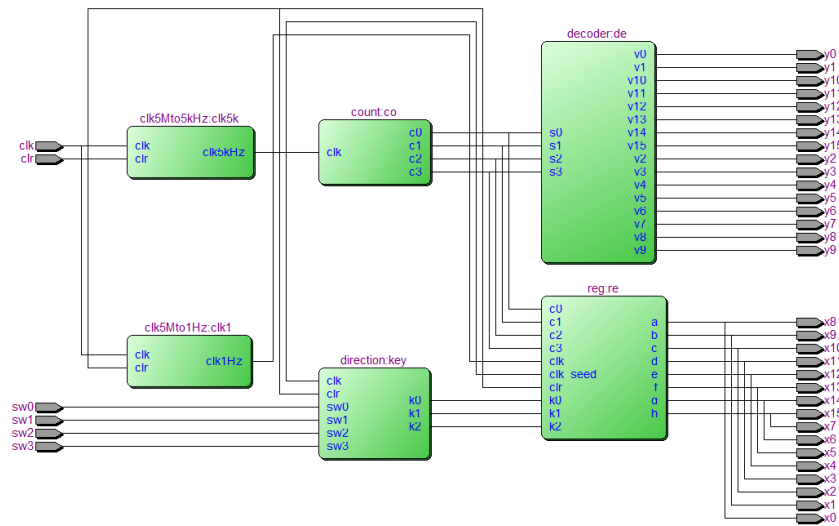 decoder:de
v0
v1
v10
v11
v12
v13
v14
v15
v2
v3
v4
v5
v6
v7
v8
v9
s0
s1
s2
s3
y0
y1
y10
y11
y12
y13
y14
y15
y2
y3
y4
y5
y6
y7
y8
y9
clk5Mto5kHz:clk5k
clk
clr
clk5kHz
clk
clr
count:co
clk
c0
c1
c2
c3
reg:re
c0
c1
c2
c3
clk
clk seed
clr
k0
k1
k2
a
b
c
d
e
f
g
h
x8
x9
x10
x11
x12
x13
x14
x15
x7
x6
x5
x4
x3
x2
x1
x0
clk5Mto1Hz:clk1
clk
clr
clk1Hz
direction:key
clk
clr
sw0
sw1
sw2
sw3
k0
k1
k2
sw0
sw1
sw2
sw3